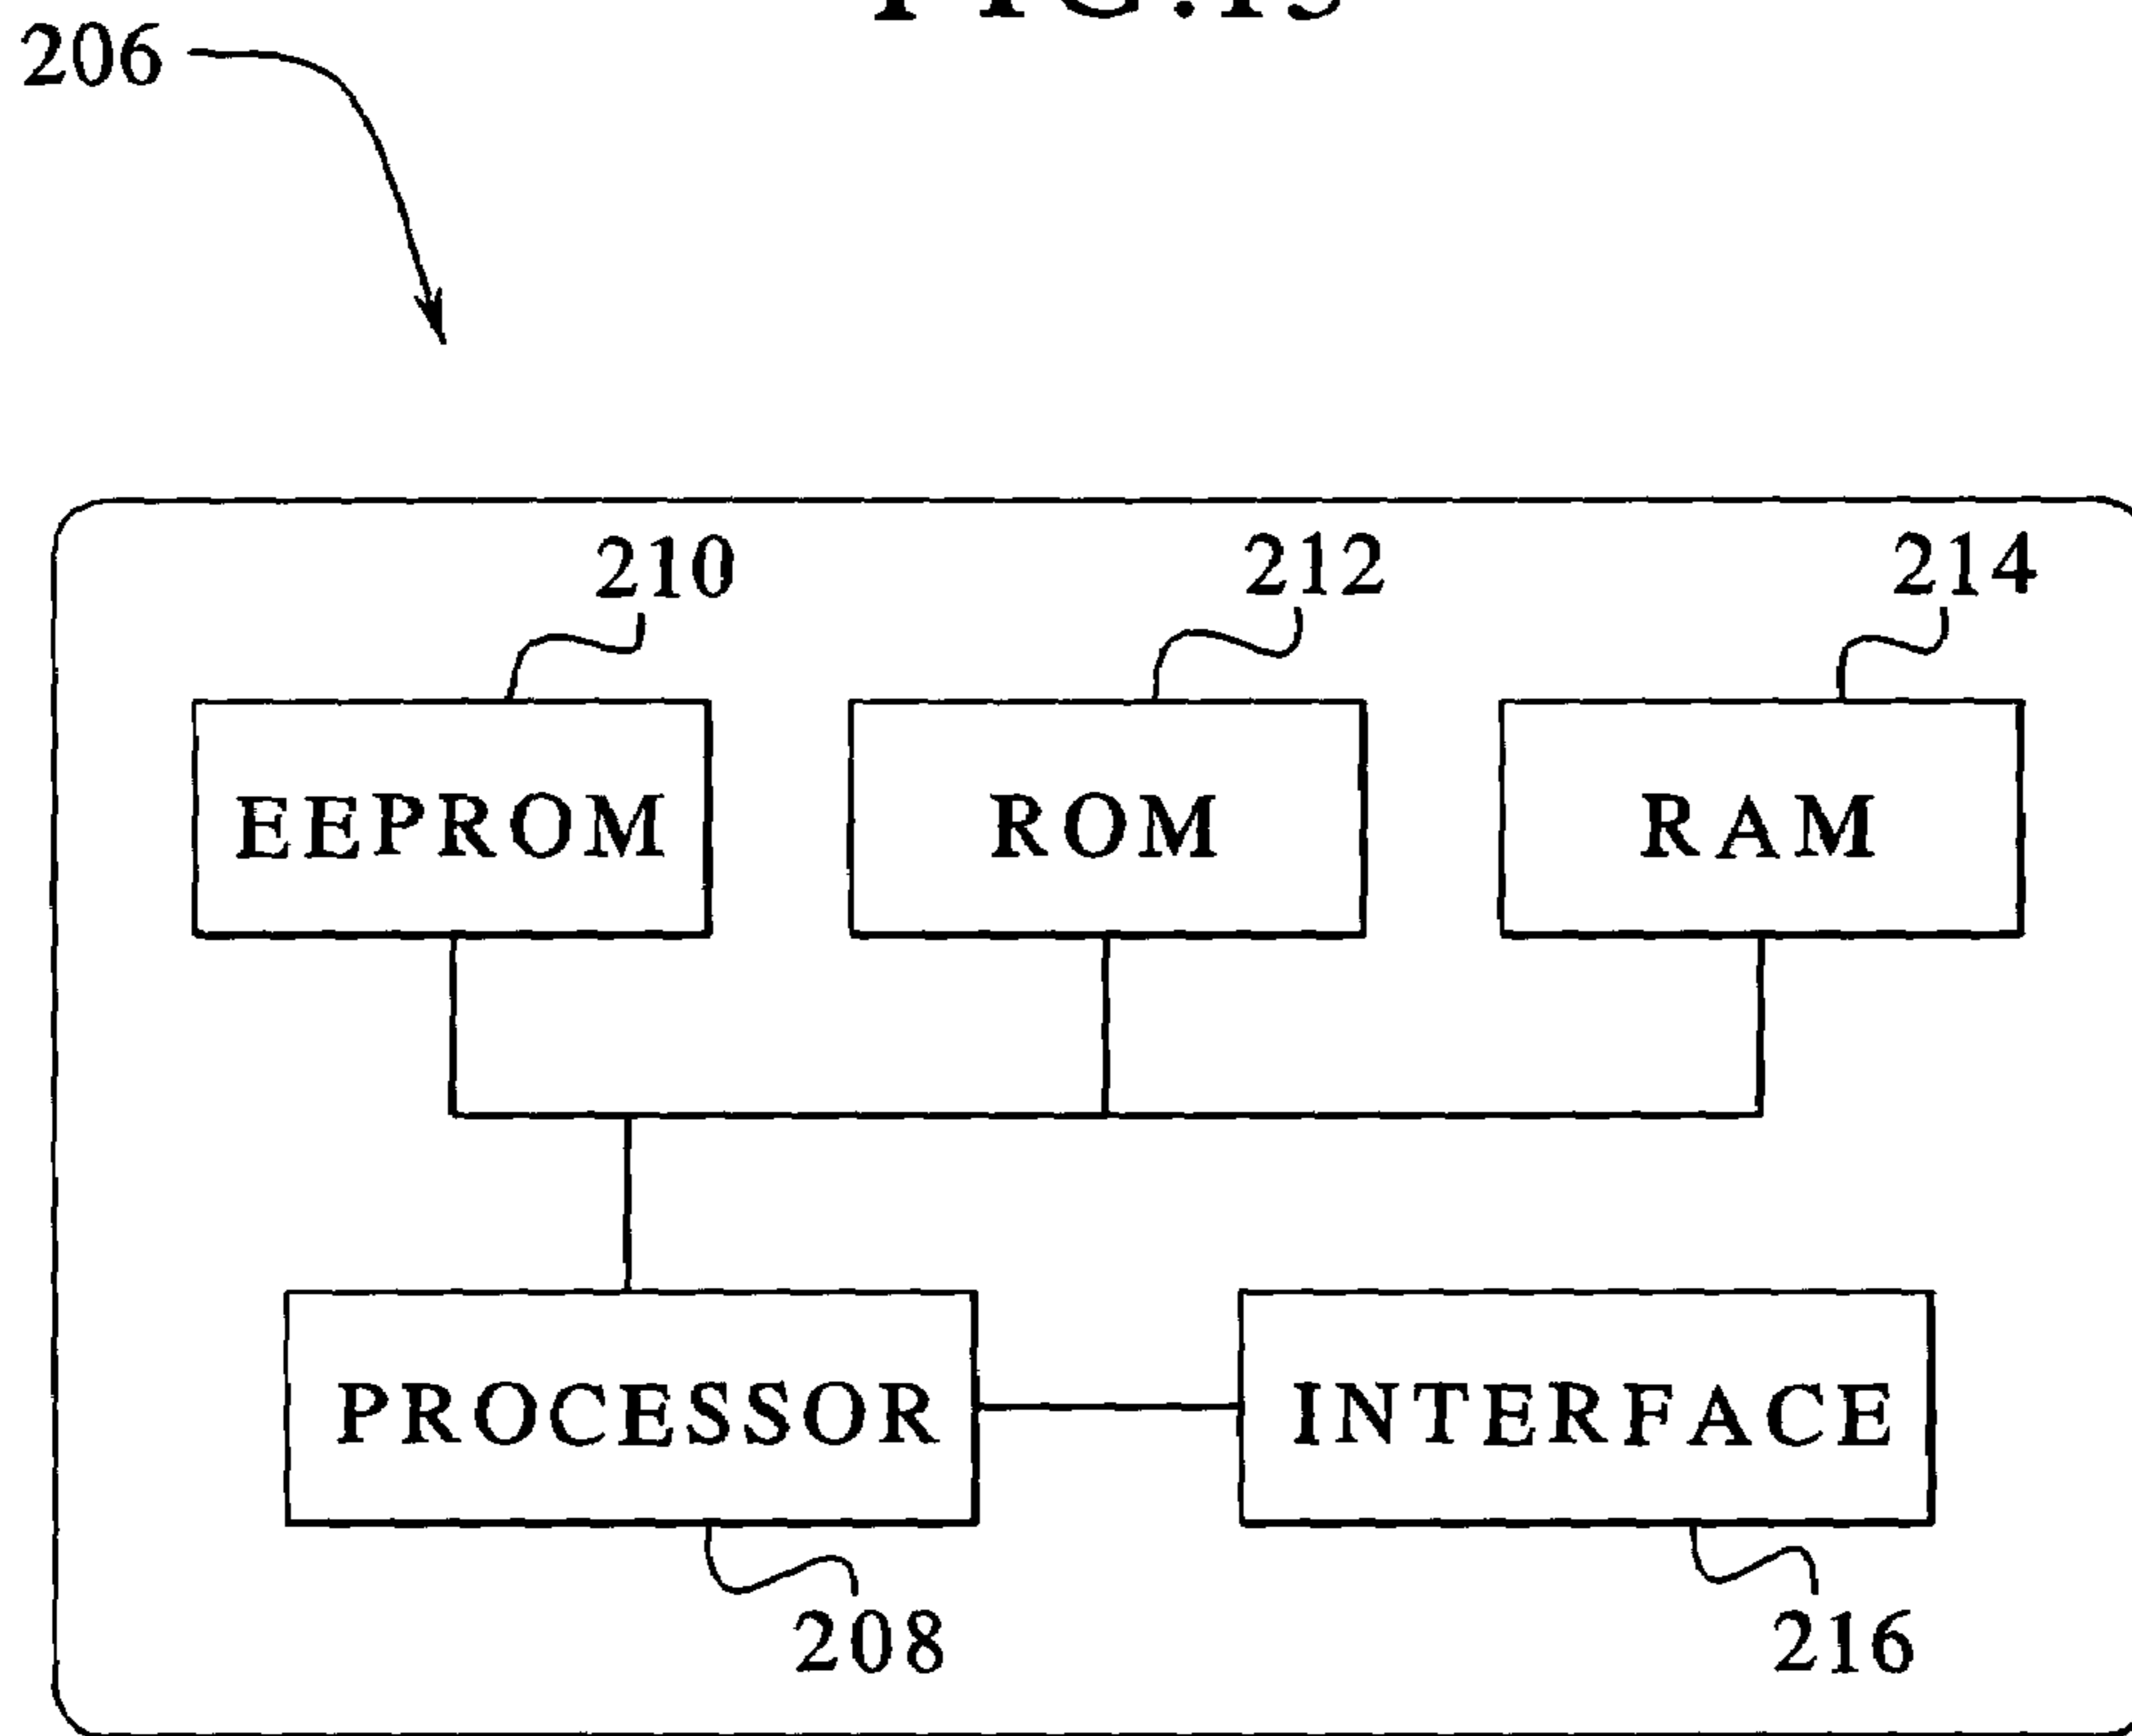 206
210 212 214
EEPROM ROM RAM
PROCESSOR INTERFACE
208 216